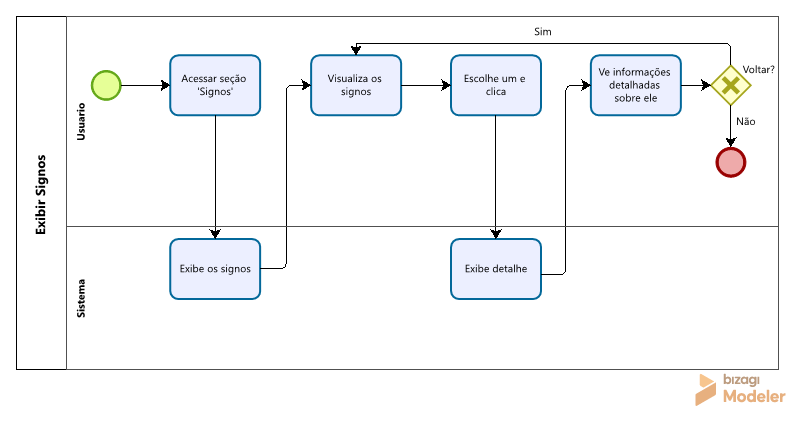 Exibir Signos
Usuario
Acessar seção
'Signos'
Visualiza os
signos
Escolhe um e
clica
Ve informações
detalhadas
sobre ele
Sim
Voltar?
Não
Sistema
Exibe os signos
Exibe detalhe
bizagi
Modeler